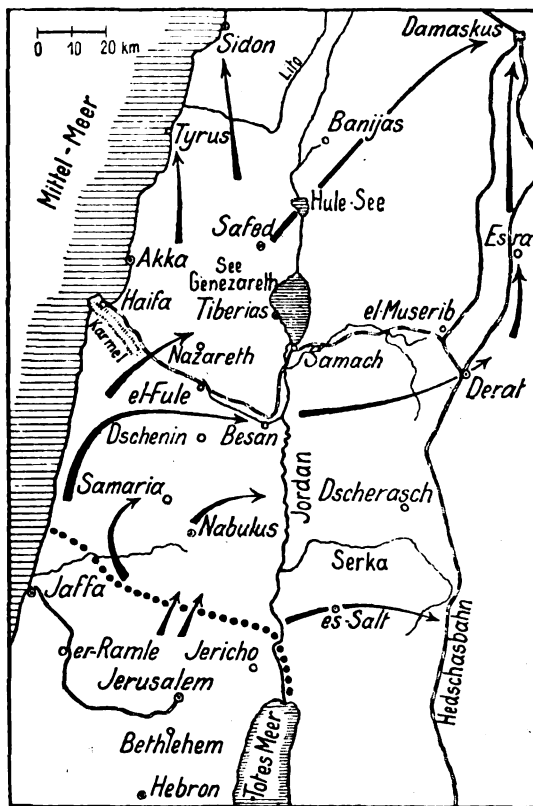 0 10 20 km
Sidon
Damaskus
Lita
Mittel-Meer
Tyrus
Banijas
Hule-See
Safed
Esra
Akka
See
Genezareth
Haifa
Tiberias
el-Muserib
Karmel
Nazareth
Samach
el-Fule
Derat
Dschenin
Besan
Samaria
Jordan
Dscherasch
Nabulus
Serka
Jaffa
es-Salt
er-Ramle
Jericho
Hedschasbahn
Jerusalem
Bethlehem
Totes Meer
Hebron